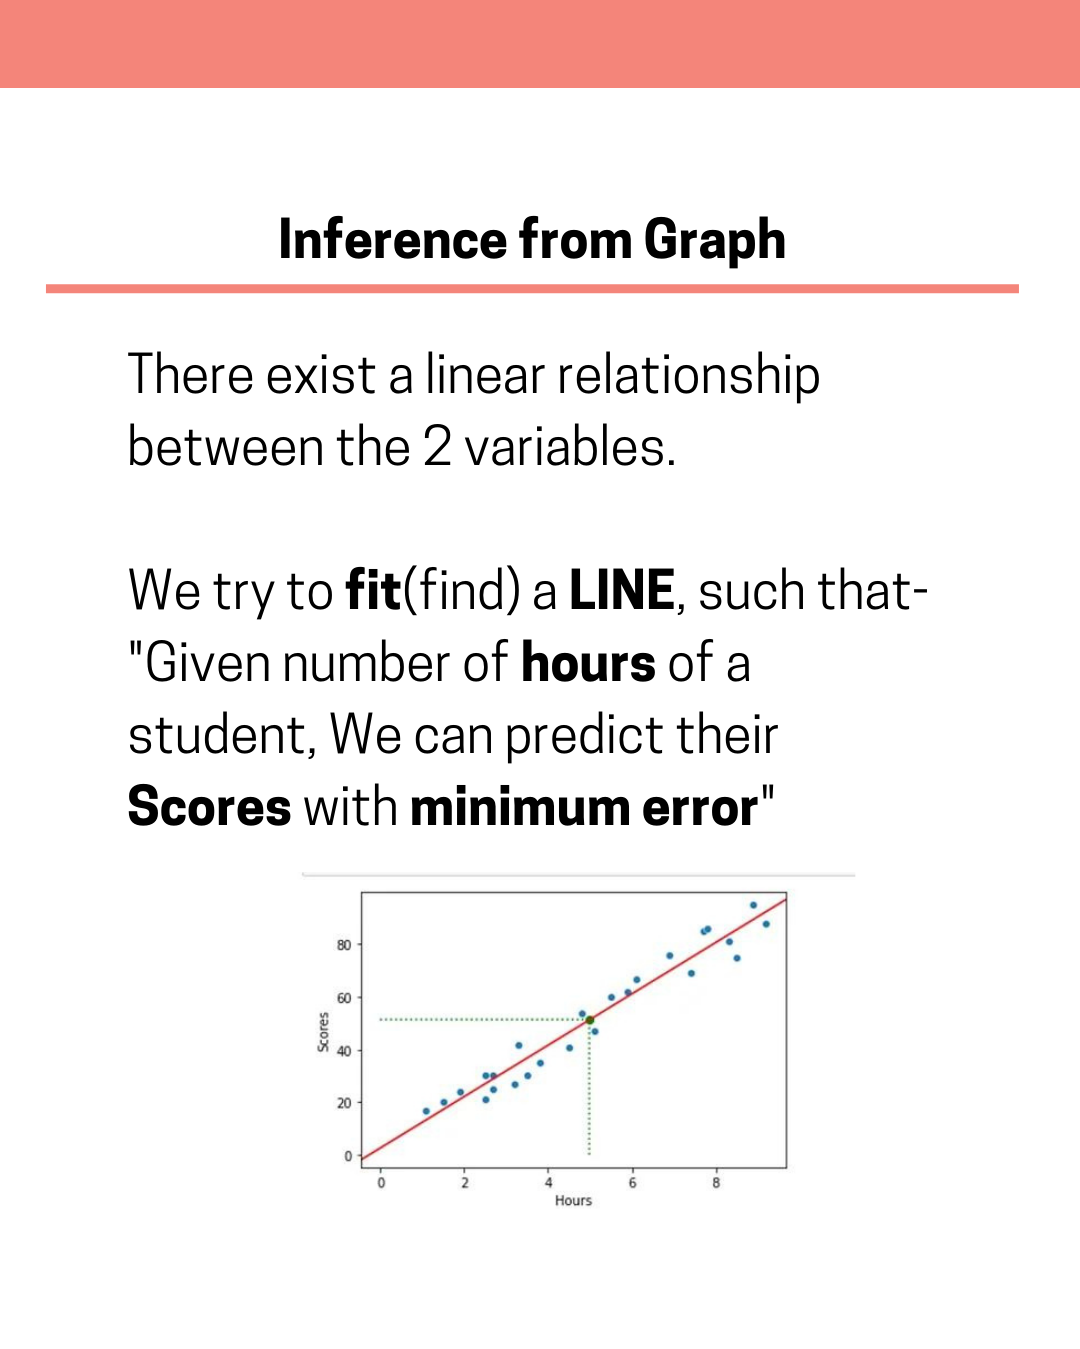 Inference from Graph
There exist a linear relationship
between the 2 variables.
We try to fit(find) a LINE, such that-
"Given number of hours of a
student, We can predict their
Scores with minimum error"
80
60
40
20
0
Scores
0 2 4 6 8
Hours